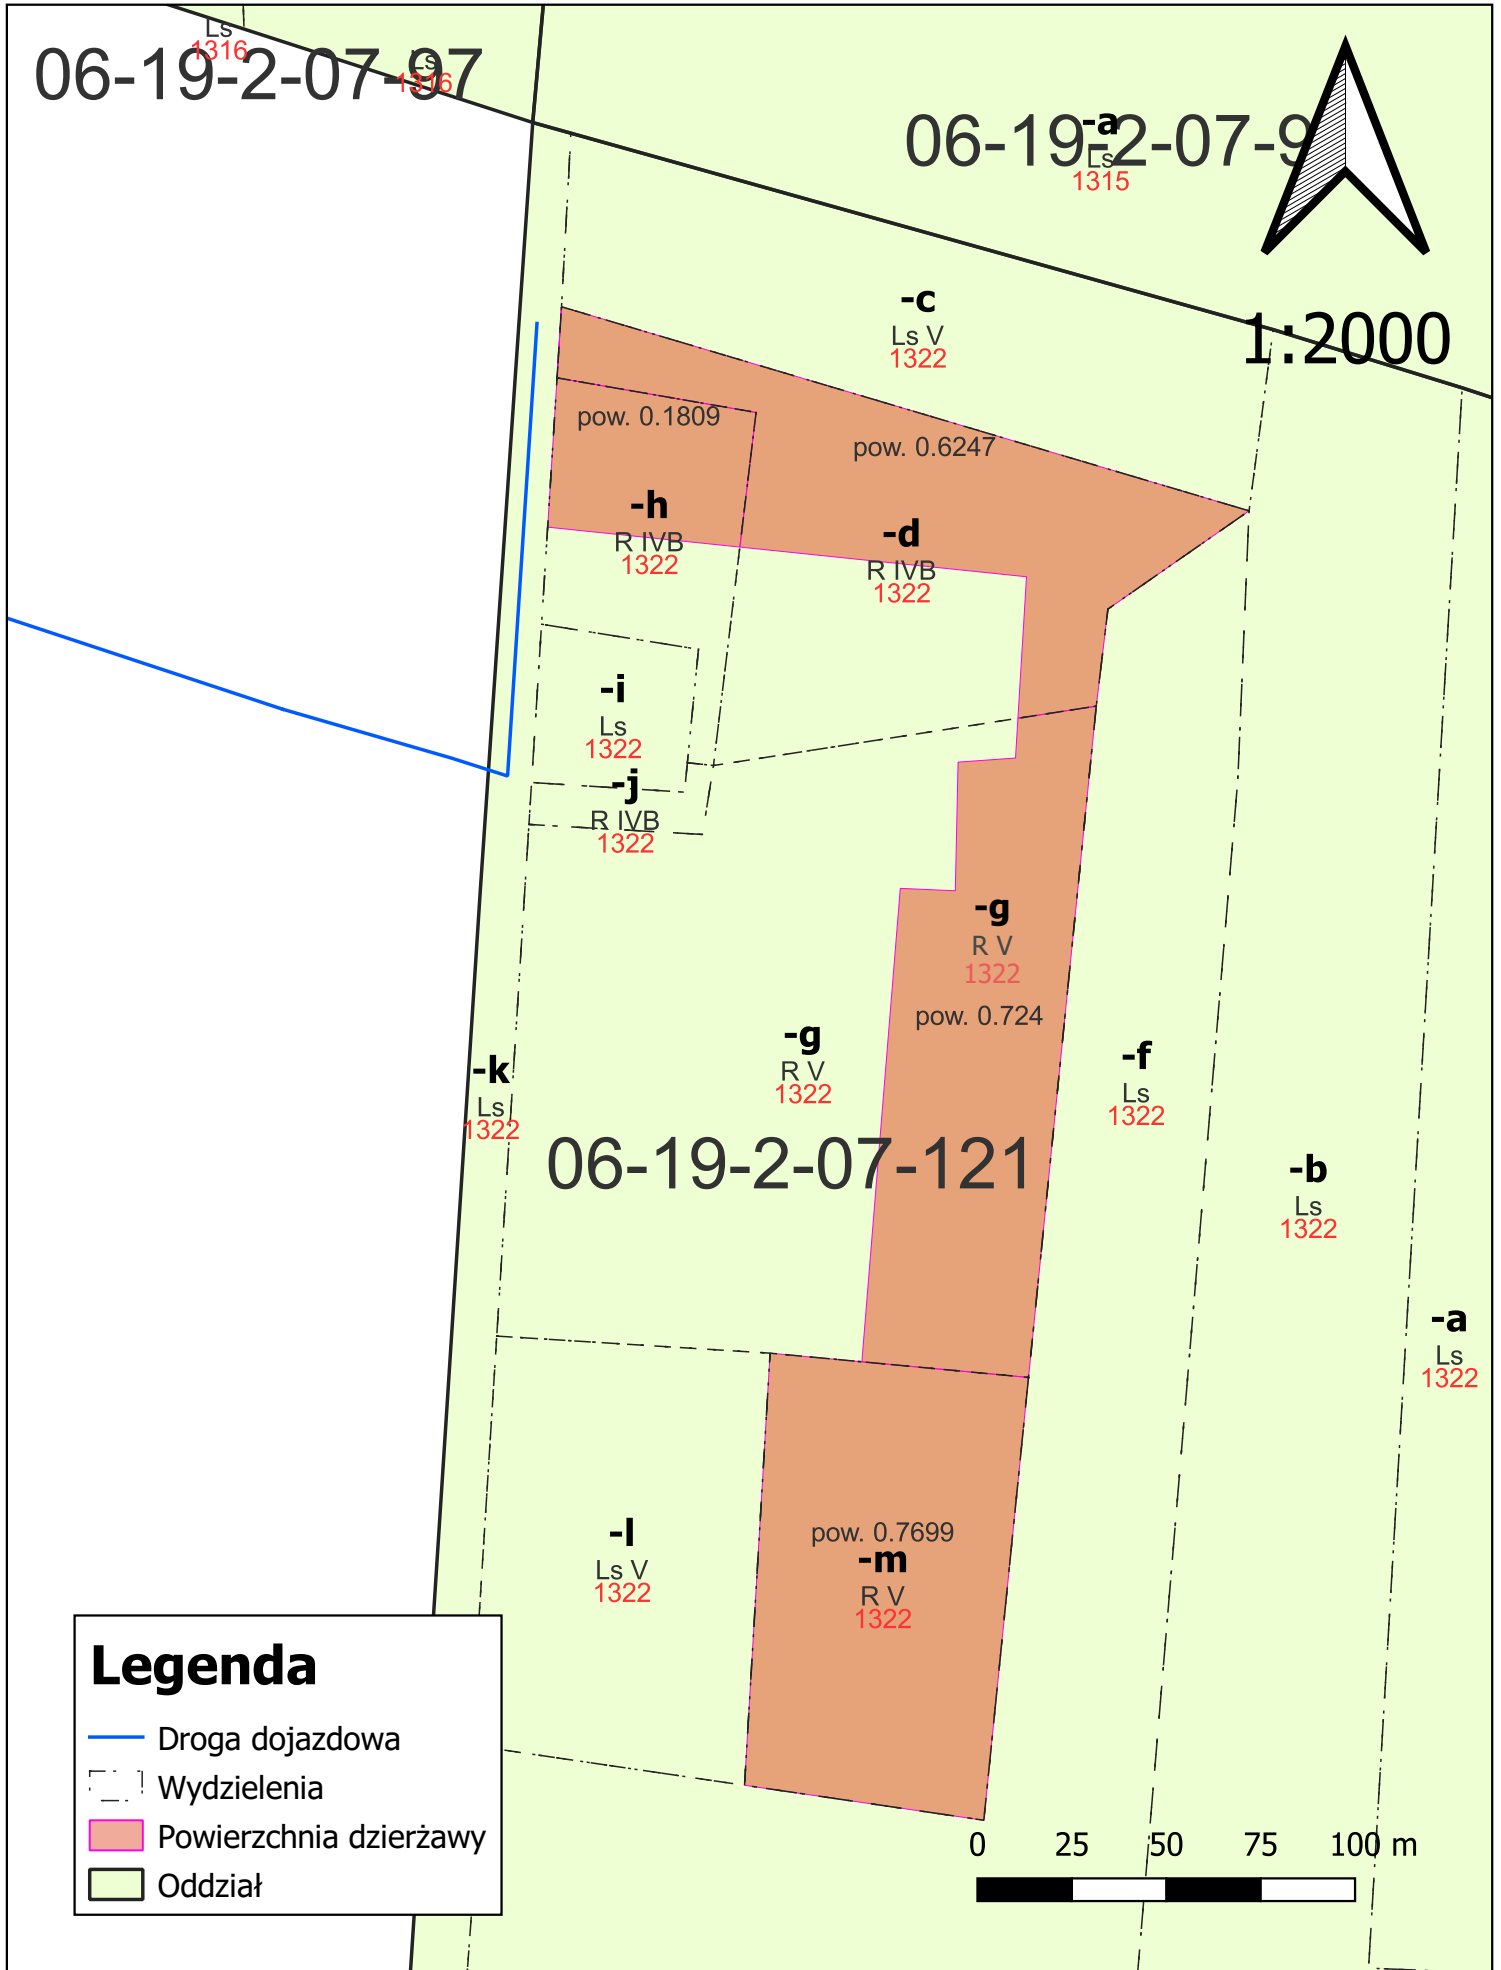 Ls
1316
06-19-2-07-97
Ls
1316
06-19-2-07-9
-a
Ls
1315
1:2000
-c
Ls V
1322
pow. 0.1809
pow. 0.6247
-h
R IVB
1322
-d
R IVB
1322
-i
Ls
1322
-j
R IVB
1322
-g
R V
1322
pow. 0.724
-g
R V
1322
-k
Ls
1322
-f
Ls
1322
06-19-2-07-121
-b
Ls
1322
-a
Ls
1322
-l
Ls V
1322
pow. 0.7699
-m
R V
1322
Legenda
Droga dojazdowa
Wydzielenia
Powierzchnia dzierżawy
Oddział
0 25 50 75 100 m